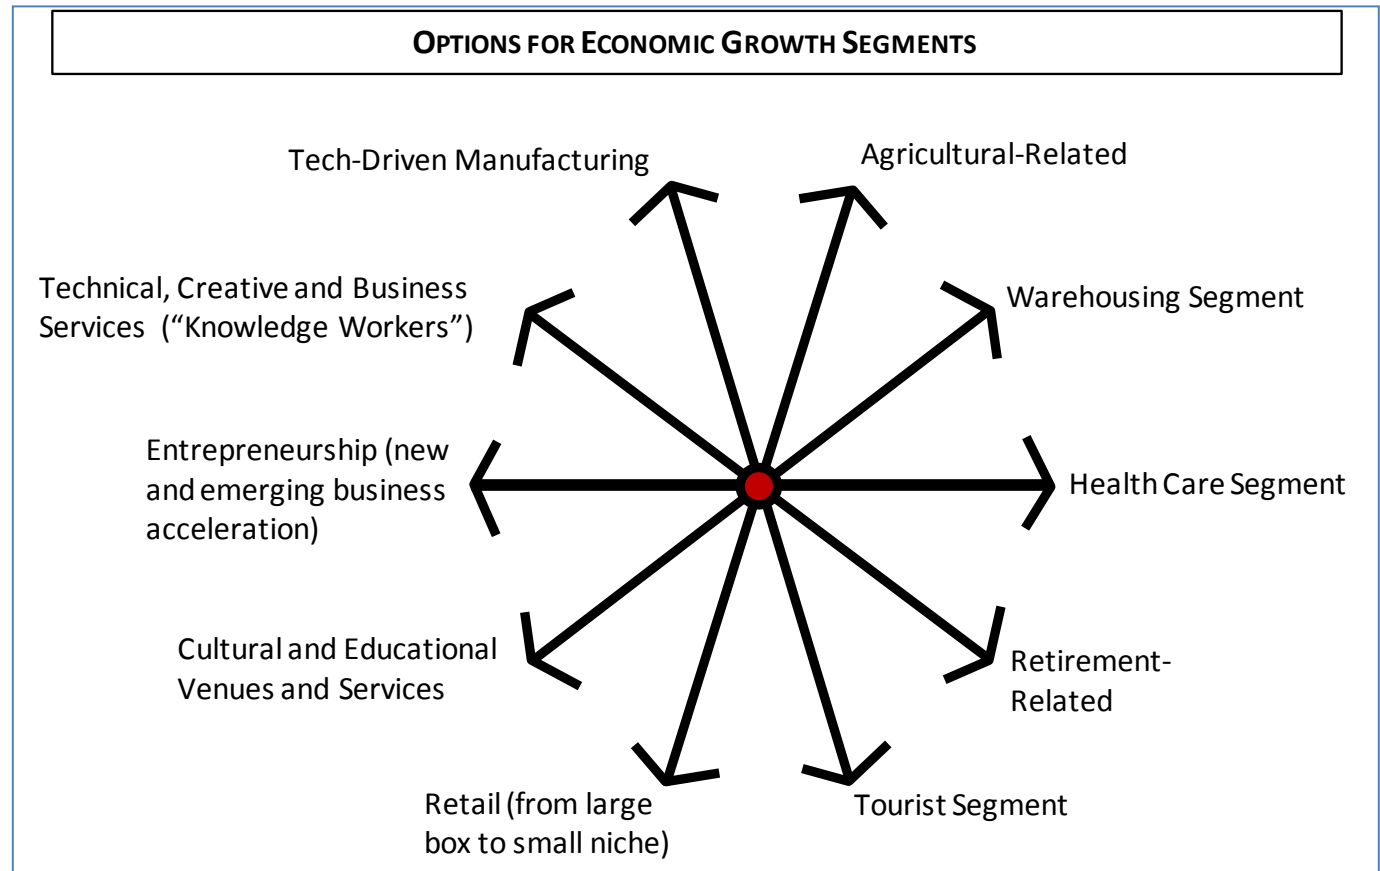 OPTIONS FOR ECONOMIC GROWTH SEGMENTS
Tech-Driven Manufacturing
Agricultural-Related
Technical, Creative and Business
Services ("Knowledge Workers")
Warehousing Segment
Entrepreneurship (new
and emerging business
acceleration)
Health Care Segment
Cultural and Educational
Venues and Services
Retirement-
Related
Retail (from large
box to small niche)
Tourist Segment